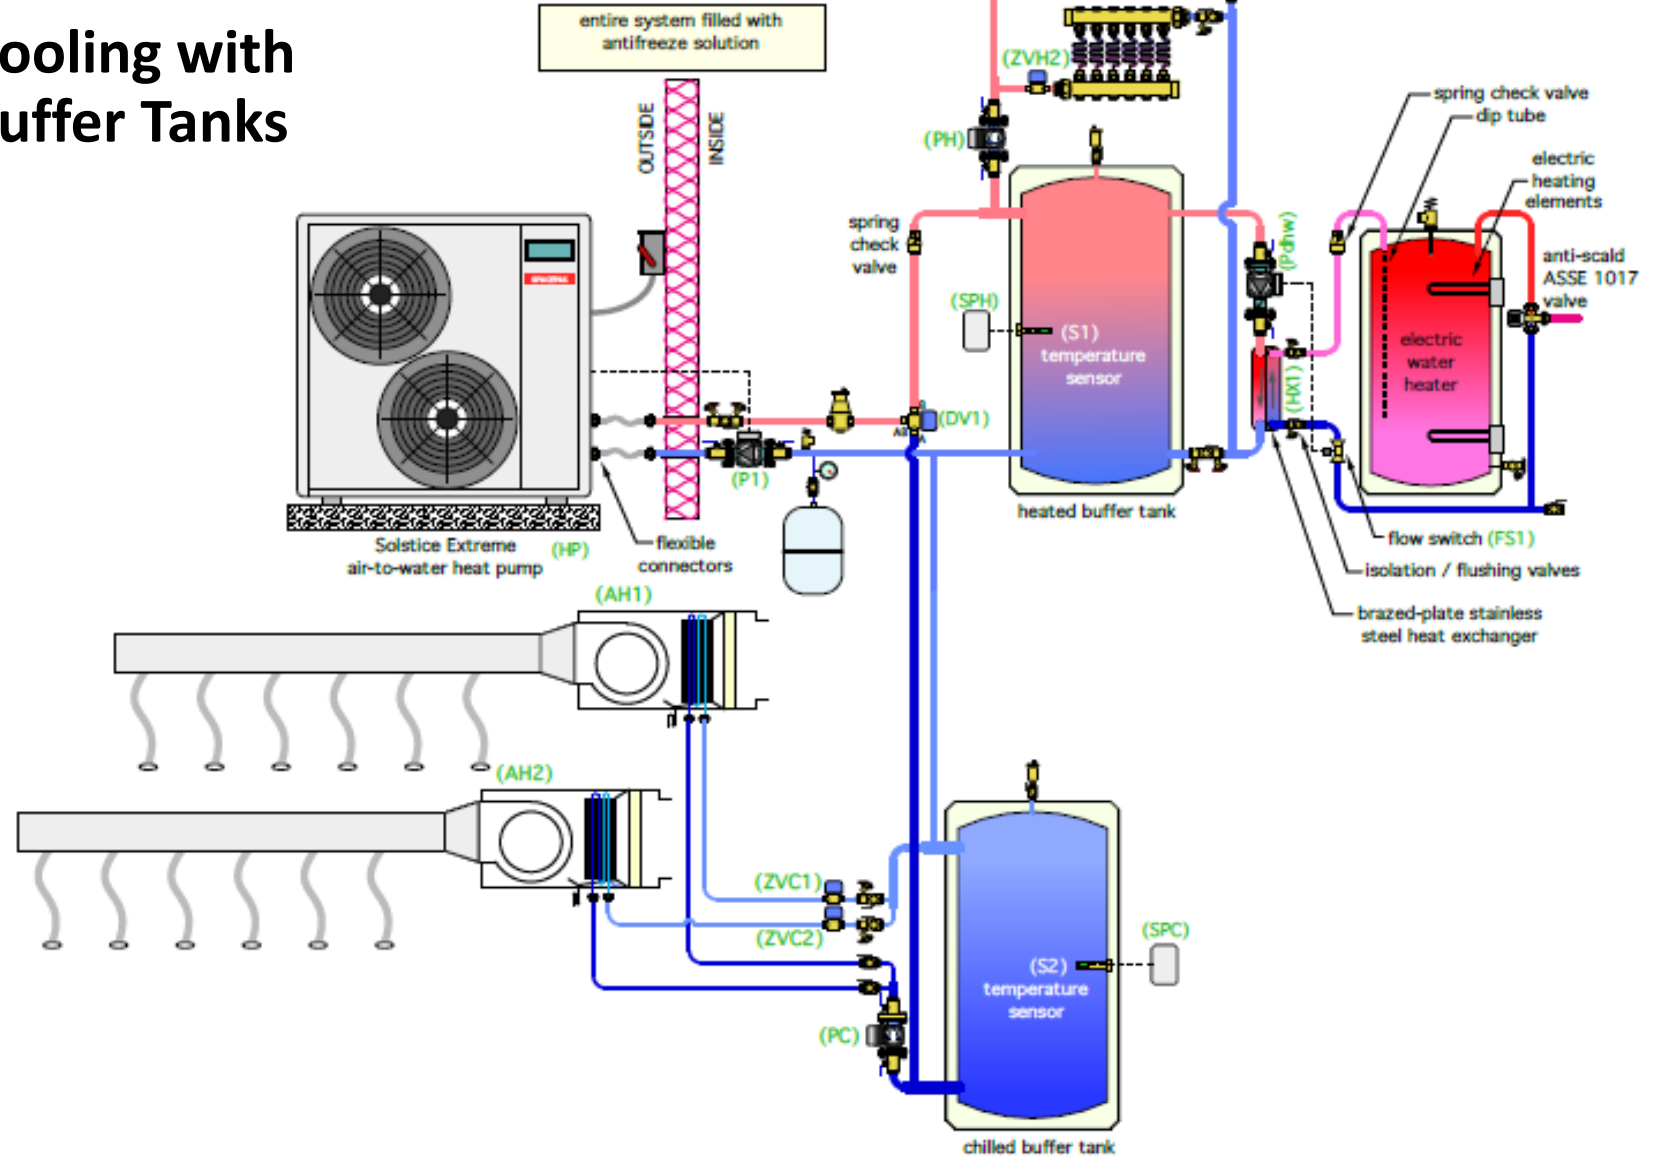 ooling with
uffer Tanks
entire system filled with
antifreeze solution
OUTSIDE
INSIDE
(ZVH2)
(PH)
spring
check
valve
(SPH)
(S1)
temperature
sensor
(DV1)
AB
A
(P1)
heated buffer tank
(Pdhw)
(HX1)
spring check valve
dip tube
electric
heating
elements
anti-scald
ASSE 1017
valve
electric
water
heater
flow switch (FS1)
isolation / flushing valves
brazed-plate stainless
steel heat exchanger
Solstice Extreme
air-to-water heat pump
(HP)
flexible
connectors
(AH1)
(AH2)
(ZVC1)
(ZVC2)
(PC)
(S2)
temperature
sensor
(SPC)
chilled buffer tank